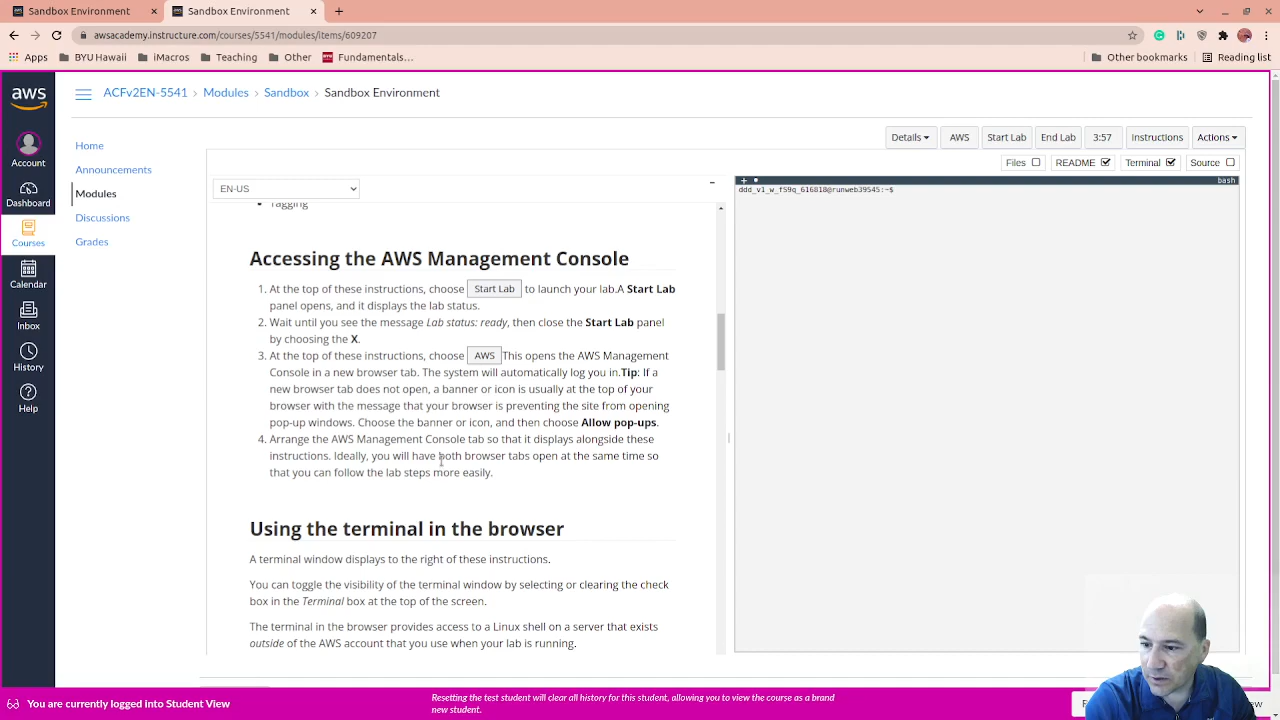 Sandbox Environment
Sandbox Environment
awsacademy.instructure.com/courses/5541/modules/items/609207
Apps BYU Hawaii iMacros Teaching Other Fundamentals... Other bookmarks Reading list
aws
Account
Dashboard
Courses
Calendar
Inbox
History
Help
ACFv2EN-5541 › Modules › Sandbox › Sandbox Environment
Home
Announcements
Modules
Discussions
Grades
Details AWS Start Lab End Lab 3:57 Instructions Actions
Files README Terminal Source
EN-US
Tagging
Accessing the AWS Management Console
1. At the top of these instructions, choose Start Lab to launch your lab.A Start Lab
panel opens, and it displays the lab status.
2. Wait until you see the message Lab status: ready, then close the Start Lab panel
by choosing the X.
3. At the top of these instructions, choose AWS This opens the AWS Management
Console in a new browser tab. The system will automatically log you in.Tip: If a
new browser tab does not open, a banner or icon is usually at the top of your
browser with the message that your browser is preventing the site from opening
pop-up windows. Choose the banner or icon, and then choose Allow pop-ups.
4. Arrange the AWS Management Console tab so that it displays alongside these
instructions. Ideally, you will have both browser tabs open at the same time so
that you can follow the lab steps more easily.
Using the terminal in the browser
A terminal window displays to the right of these instructions.
You can toggle the visibility of the terminal window by selecting or clearing the check
box in the Terminal box at the top of the screen.
The terminal in the browser provides access to a Linux shell on a server that exists
outside of the AWS account that you use when your lab is running.
bash
ddd_v1_w_fS9q_616818@runweb39545:~$
You are currently logged into Student View
Resetting the test student will clear all history for this student, allowing you to view the course as a brand
new student.